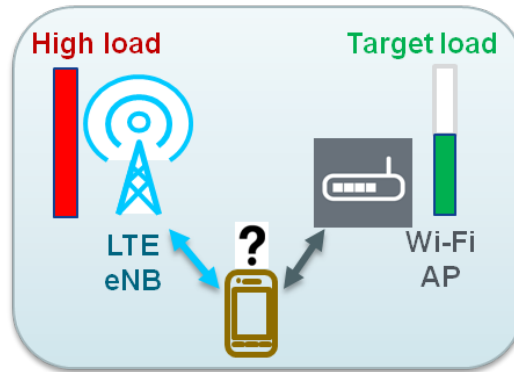 High load
Target load
?
LTE
eNB
Wi-Fi
AP